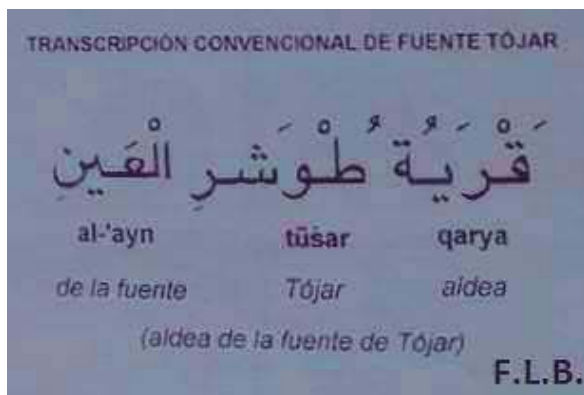 TRANSCRIPCIÓN CONVENCIONAL DE FUENTE TÓJAR
قَرْيَةُ طُوْشَرِ الْعَينِ
al-'ayn tūšar qarya
de la fuente Tójar aldea
(aldea de la fuente de Tójar)
F.L.B.